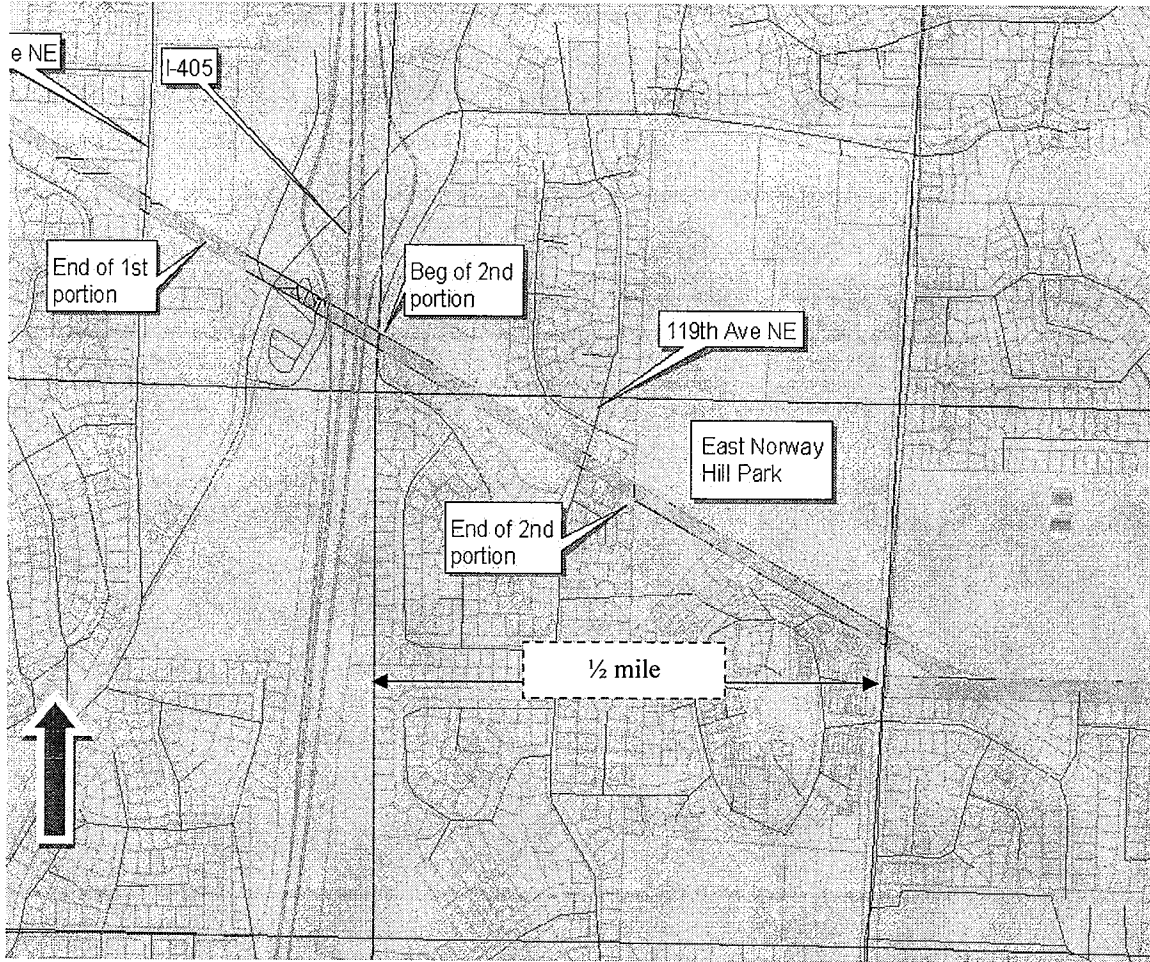 e NE
I-405
End of 1st
portion
Beg of 2nd
portion
119th Ave NE
East Norway
Hill Park
End of 2nd
portion
½ mile